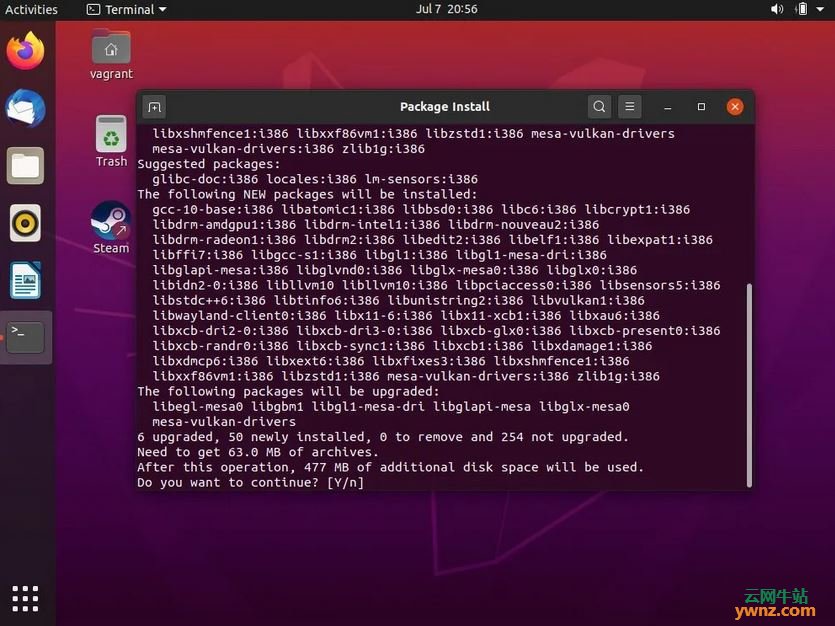 Activities
Terminal
Jul 7 20:56
vagrant
Trash
Steam
Package Install
libxshmfence1:i386 libxxf86vm1:i386 libzstd1:i386 mesa-vulkan-drivers
mesa-vulkan-drivers:i386 zlib1g:i386
Suggested packages:
glibc-doc:i386 locales:i386 lm-sensors:i386
The following NEW packages will be installed:
gcc-10-base:i386 libatomic1:i386 libbsd0:i386 libc6:i386 libcrypt1:i386
libdrm-amdgpu1:i386 libdrm-intel1:i386 libdrm-nouveau2:i386
libdrm-radeon1:i386 libdrm2:i386 libedit2:i386 libelf1:i386 libexpat1:i386
libffi7:i386 libgcc-s1:i386 libgl1:i386 libgl1-mesa-dri:i386
libglapi-mesa:i386 libglvnd0:i386 libglx-mesa0:i386 libglx0:i386
libidn2-0:i386 libllvm10 libllvm10:i386 libpciaccess0:i386 libsensors5:i386
libstdc++6:i386 libtinfo6:i386 libunistring2:i386 libvulkan1:i386
libwayland-client0:i386 libx11-6:i386 libx11-xcb1:i386 libxau6:i386
libxcb-dri2-0:i386 libxcb-dri3-0:i386 libxcb-glx0:i386 libxcb-present0:i386
libxcb-randr0:i386 libxcb-sync1:i386 libxcb1:i386 libxdamage1:i386
libxdmcp6:i386 libxext6:i386 libxfixes3:i386 libxshmfence1:i386
libxxf86vm1:i386 libzstd1:i386 mesa-vulkan-drivers:i386 zlib1g:i386
The following packages will be upgraded:
libegl-mesa0 libgbm1 libgl1-mesa-dri libglapi-mesa libglx-mesa0
mesa-vulkan-drivers
6 upgraded, 50 newly installed, 0 to remove and 254 not upgraded.
Need to get 63.0 MB of archives.
After this operation, 477 MB of additional disk space will be used.
Do you want to continue? [Y/n]
云网牛站
ywnz.com